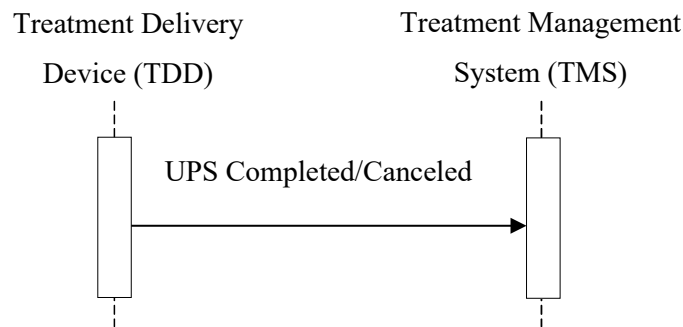 Treatment Delivery
Device (TDD)
Treatment Management
System (TMS)
UPS Completed/Canceled